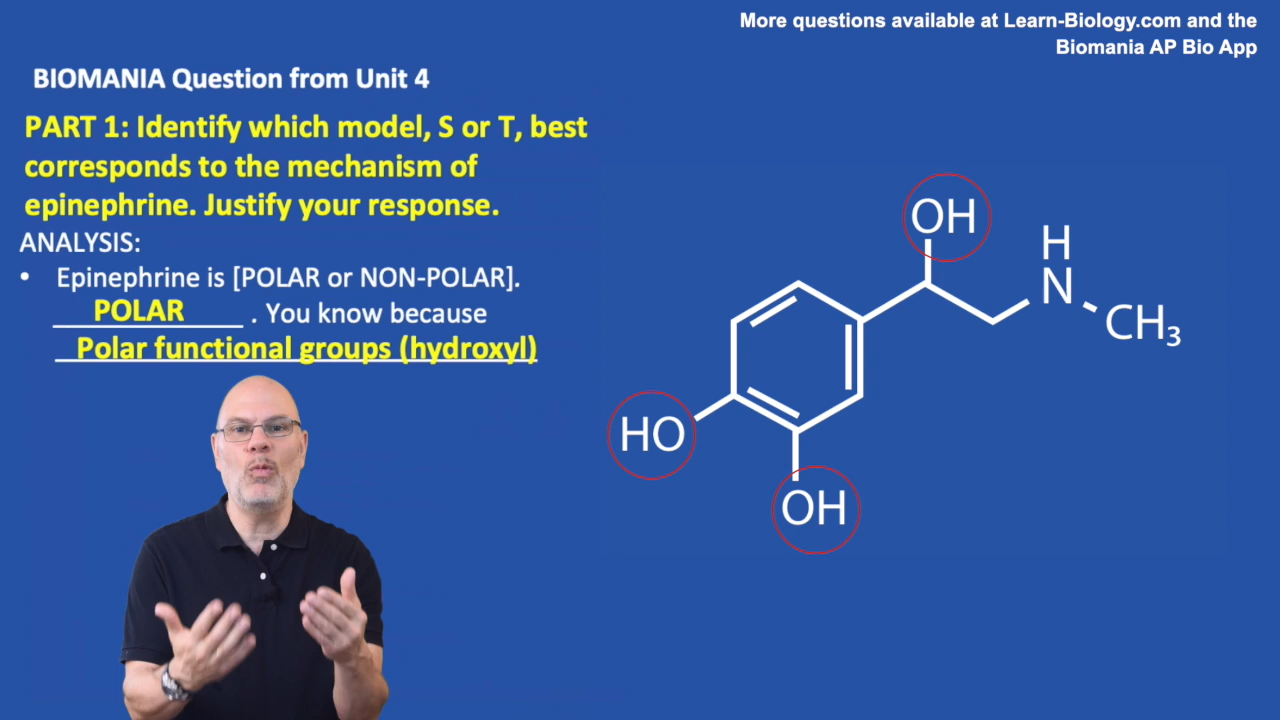 More questions available at Learn-Biology.com and the
Biomania AP Bio App
BIOMANIA Question from Unit 4
PART 1: Identify which model, S or T, best
corresponds to the mechanism of
epinephrine. Justify your response.
ANALYSIS:
• Epinephrine is [POLAR or NON-POLAR].
POLAR . You know because
Polar functional groups (hydroxyl)
OH
H
N
CH₃
HO
OH